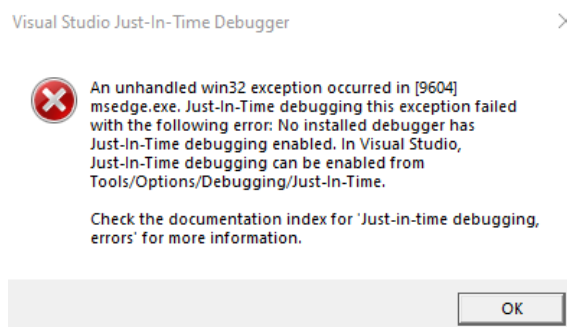 Visual Studio Just-In-Time Debugger
An unhandled win32 exception occurred in [9604]
msedge.exe. Just-In-Time debugging this exception failed
with the following error: No installed debugger has
Just-In-Time debugging enabled. In Visual Studio,
Just-In-Time debugging can be enabled from
Tools/Options/Debugging/Just-In-Time.
Check the documentation index for 'Just-in-time debugging,
errors' for more information.
OK